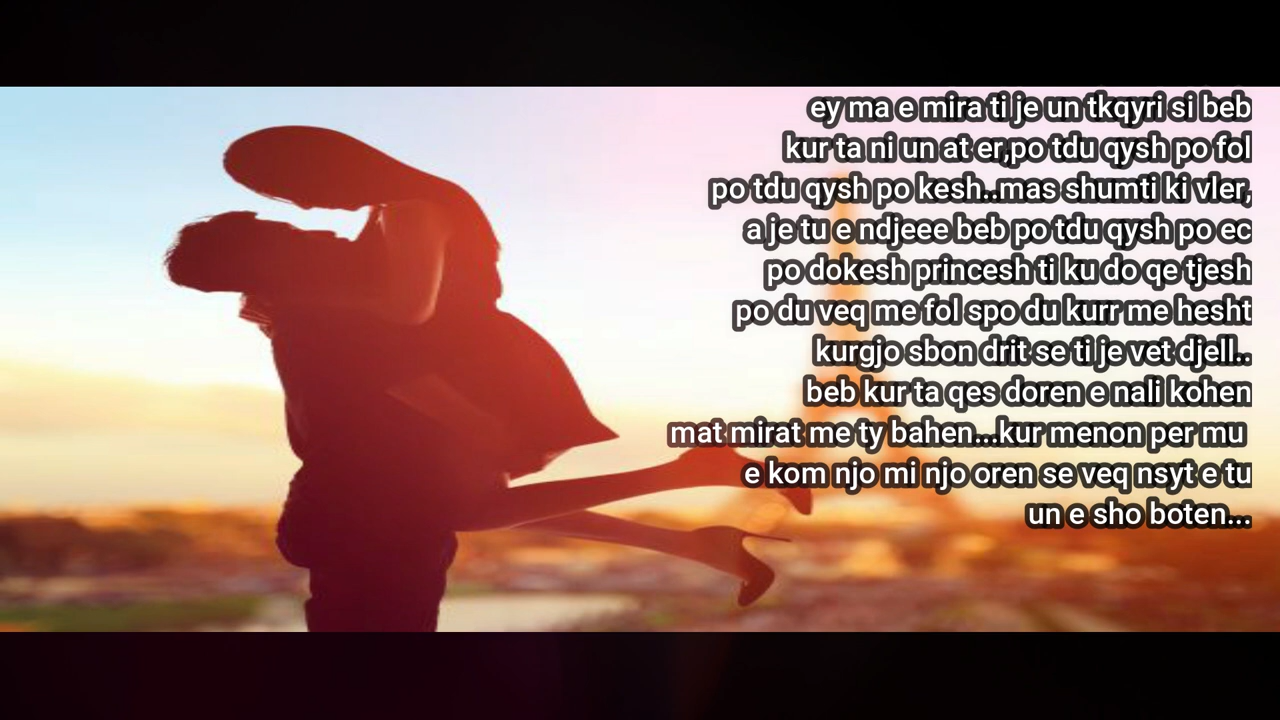 ey ma e mira ti je un tkqyri si beb
kur ta ni un at er,po tdu qysh po fol
po tdu qysh po kesh..mas shumti ki vler,
a je tu e ndjeee beb po tdu qysh po ec
po dokesh princesh ti ku do qe tjesh
po du veq me fol spo du kurr me hesht
kurgjo sbon drit se ti je vet djell..
beb kur ta qes doren e nali kohen
mat mirat me ty bahen...kur menon per mu
e kom njo mi njo oren se veq nsyt e tu
un e sho boten...